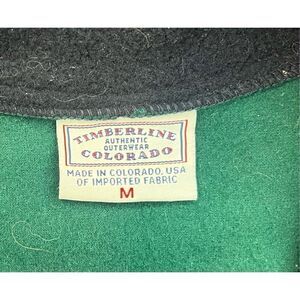 TIMBERLINE
AUTHENTIC
OUTERWEAR
COLORADO
MADE IN COLORADO, USA
OF IMPORTED FABRIC
M